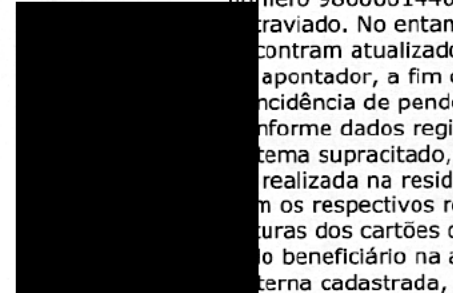 traviado. No entan
contram atualizado
apontador, a fim
ncidência de pend
nforme dados regi
tema supracitado,
realizada na resid
os respectivos r
turas dos cartões
o beneficiário na a
terna cadastrada,